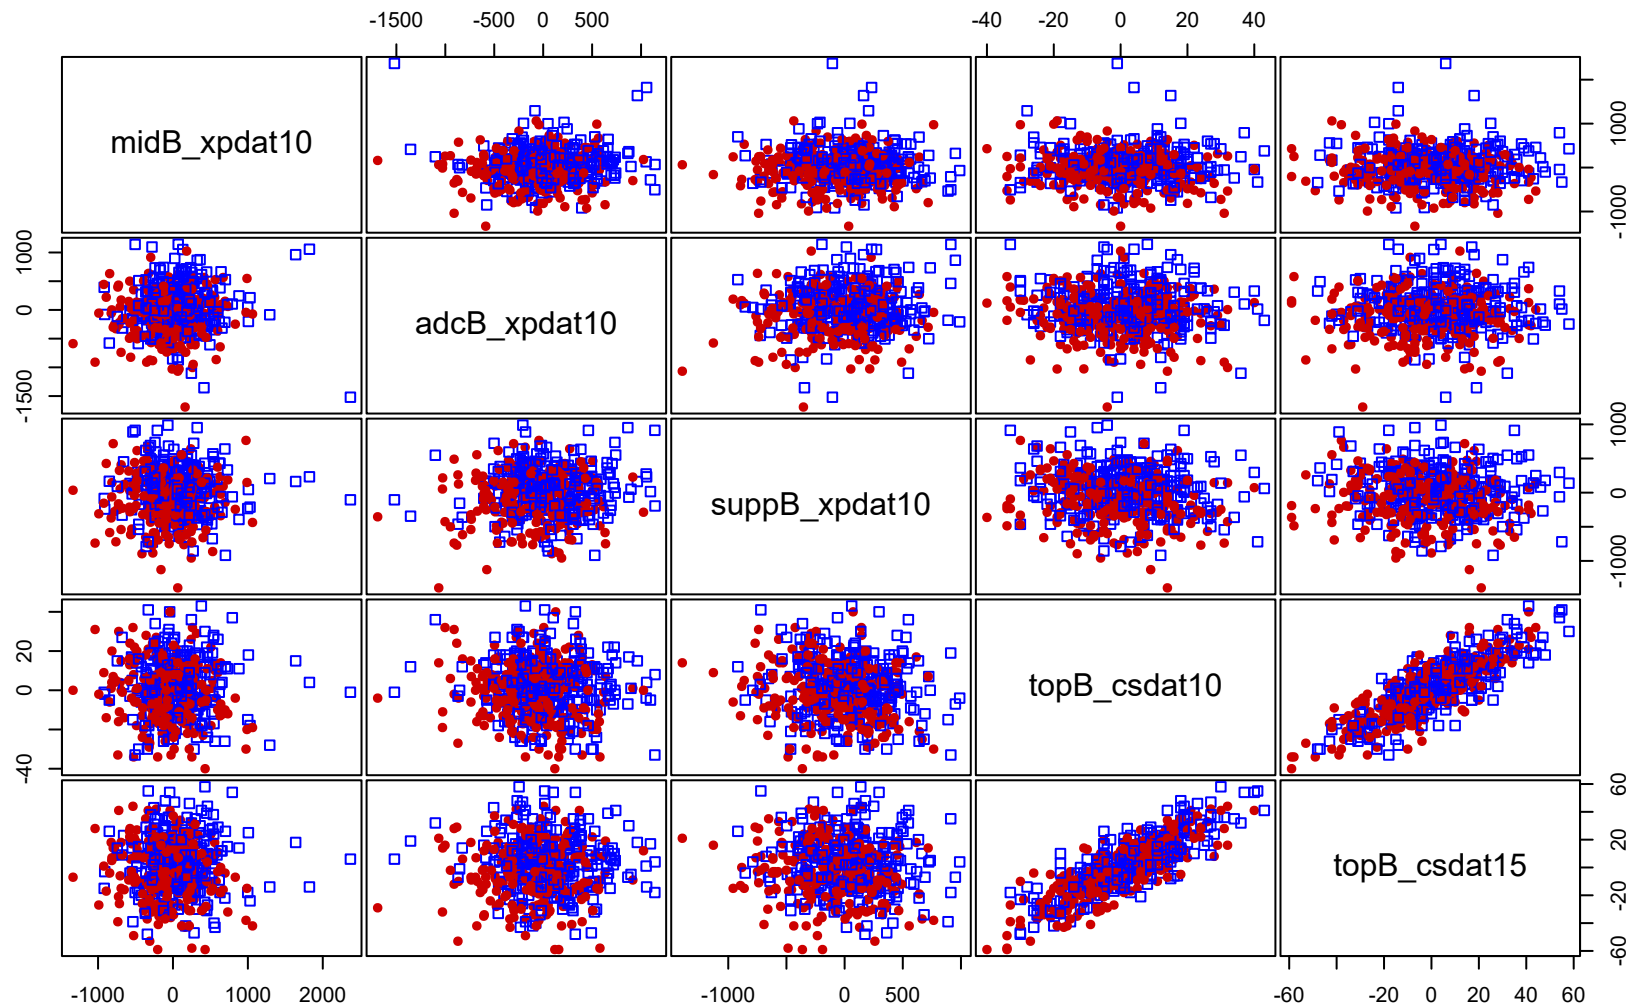 -1500 -500 0 500 -40 -20 0 20 40
midB_xpdat10 -1000 1000
-1500 0 1000 adcB_xpdat10
suppB_xpdat10 -1000 0 1000
-40 0 20 topB_csdat10
topB_csdat15 -60 -20 20 60
-1000 0 1000 2000 -1000 0 500 -60 -20 0 20 40 60